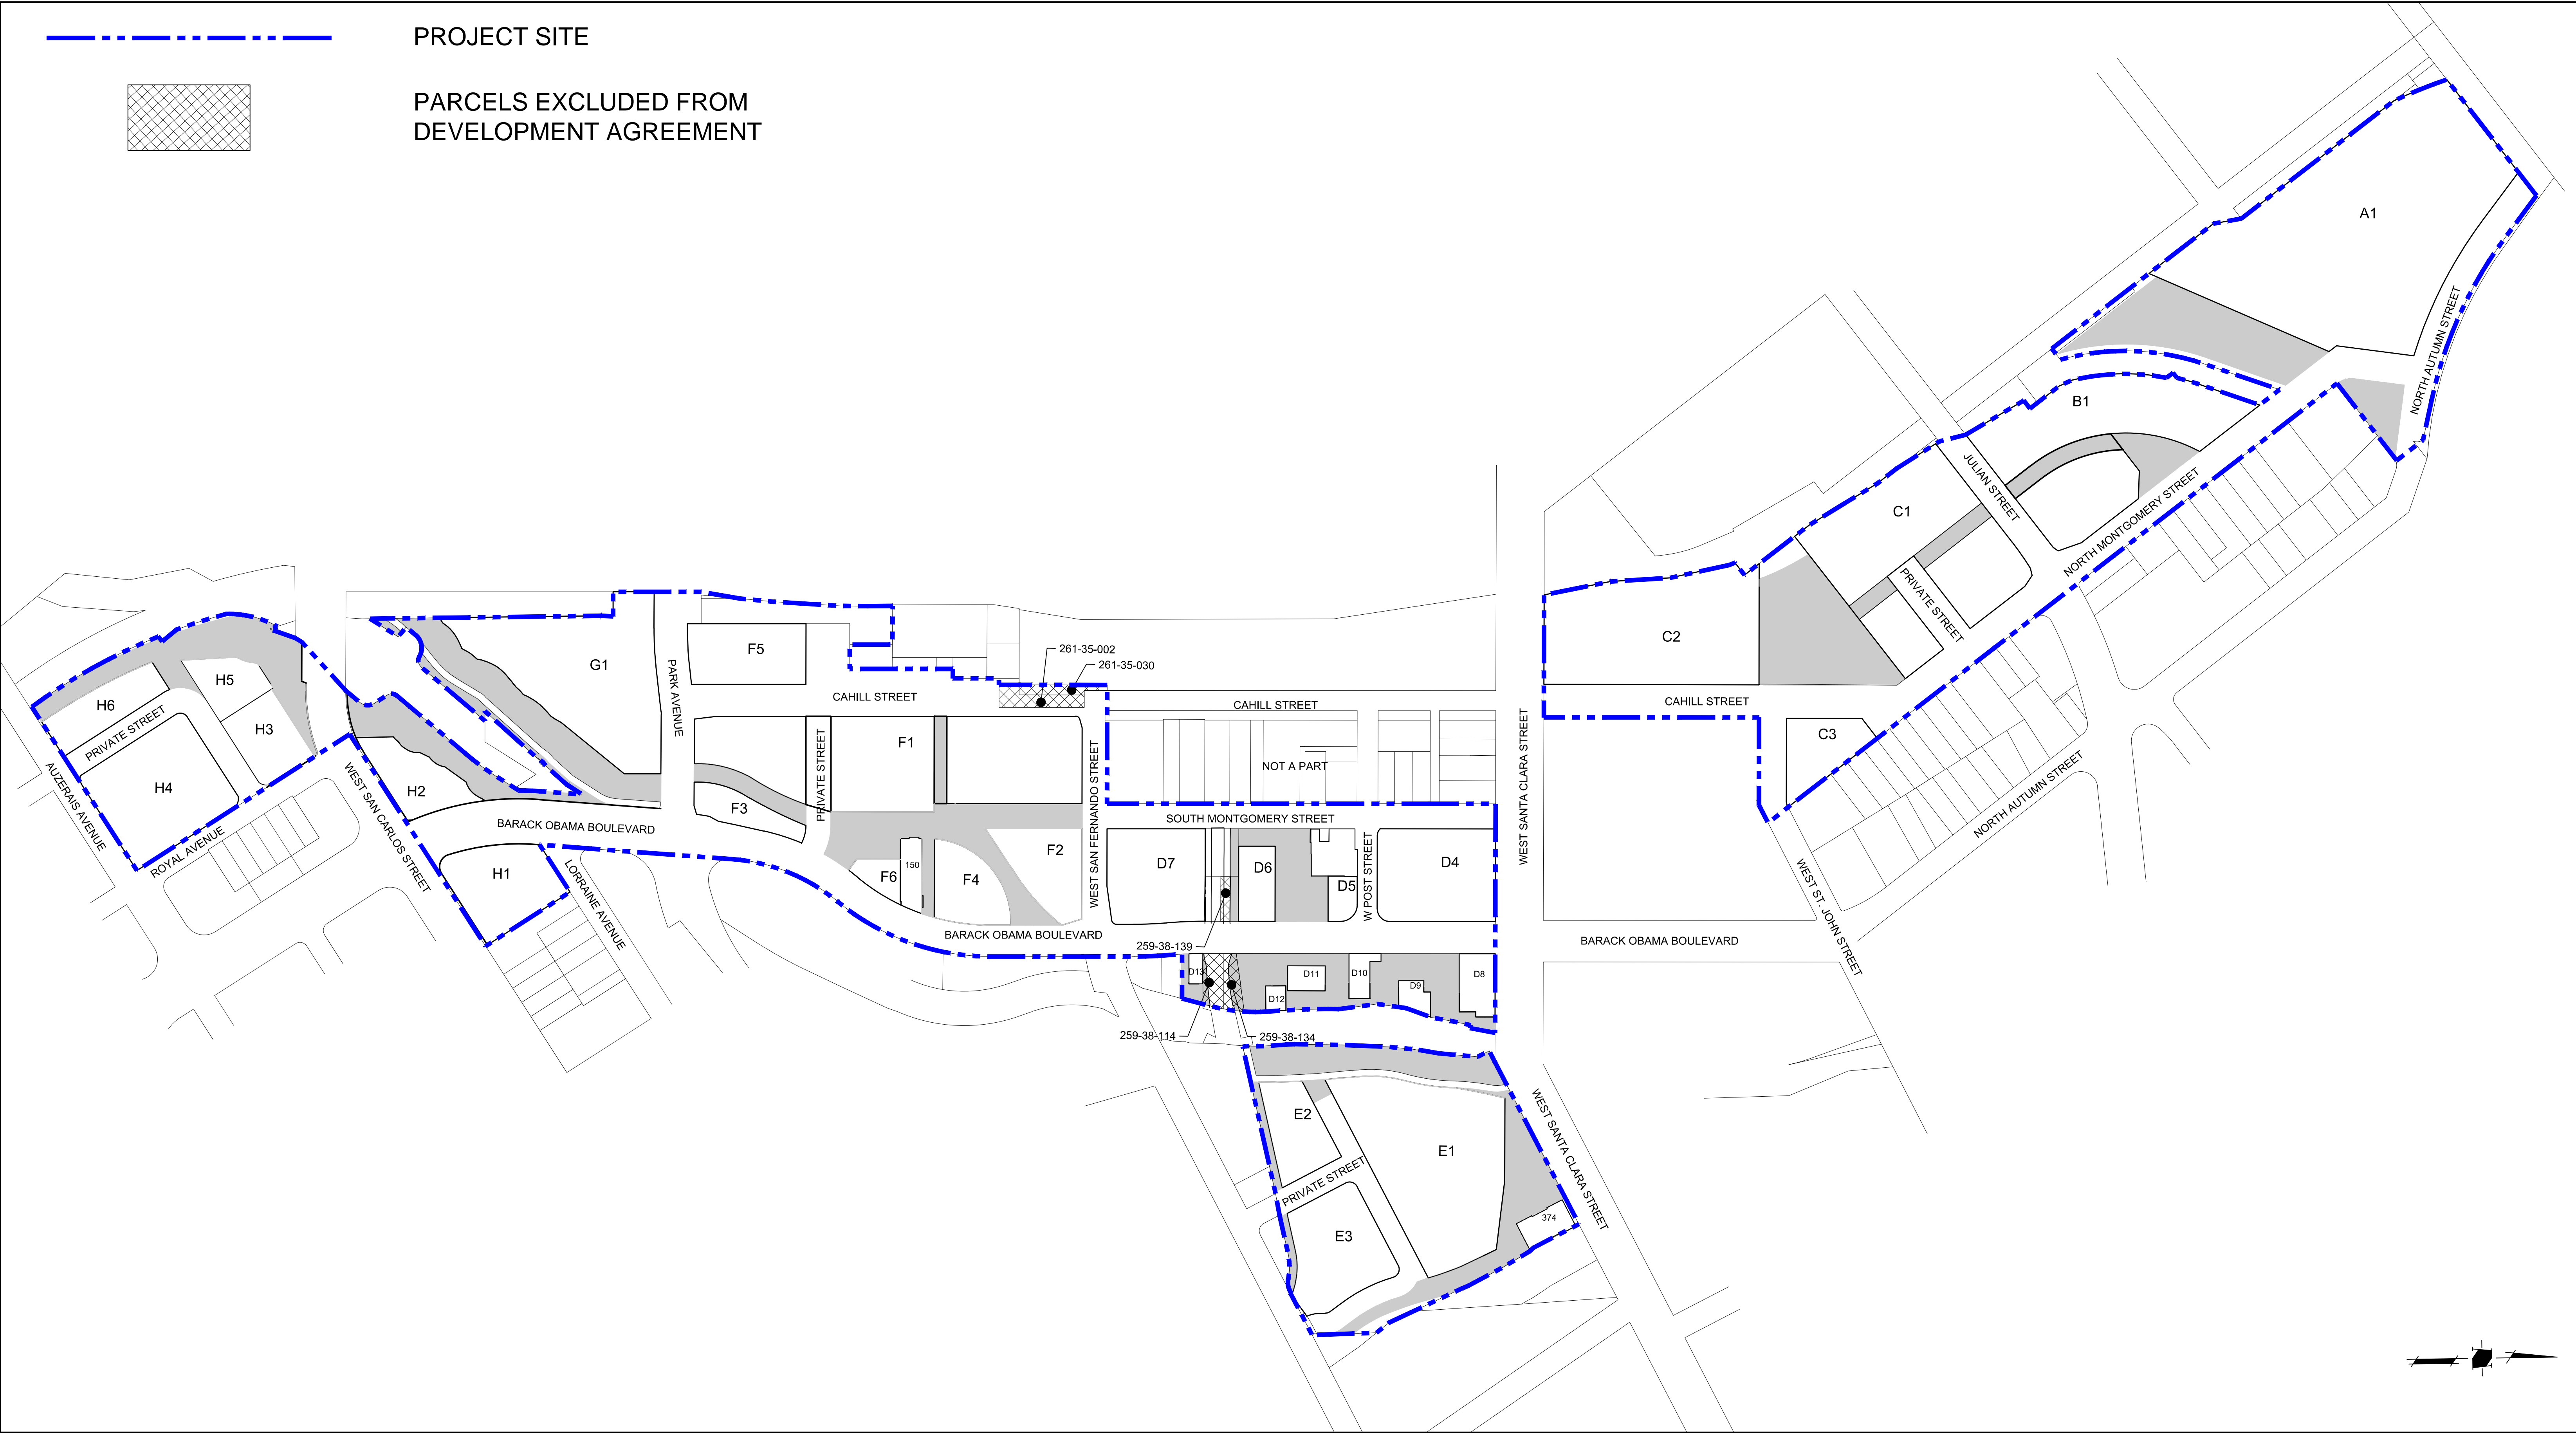 PROJECT SITE
PARCELS EXCLUDED FROM
DEVELOPMENT AGREEMENT
A1
NORTH AUTUMN STREET
B1
JULIAN STREET
C1
NORTH MONTGOMERY STREET
PRIVATE STREET
C2
CAHILL STREET
C3
NORTH AUTUMN STREET
WEST ST. JOHN STREET
WEST SANTA CLARA STREET
BARACK OBAMA BOULEVARD
261-35-002
261-35-030
G1
PARK AVENUE
F5
CAHILL STREET
CAHILL STREET
H5
H6
PRIVATE STREET
H3
H4
AUZERAIS AVENUE
ROYAL AVENUE
WEST SAN CARLOS STREET
H2
BARACK OBAMA BOULEVARD
H1
LORRAINE AVENUE
F3
PRIVATE STREET
F1
F2
F6
150
F4
WEST SAN FERNANDO STREET
NOT A PART
SOUTH MONTGOMERY STREET
D7
D6
D5
W POST STREET
D4
BARACK OBAMA BOULEVARD
259-38-139
D13
D12
D11
D10
D9
D8
259-38-114
259-38-134
E2
E1
PRIVATE STREET
E3
374
WEST SANTA CLARA STREET